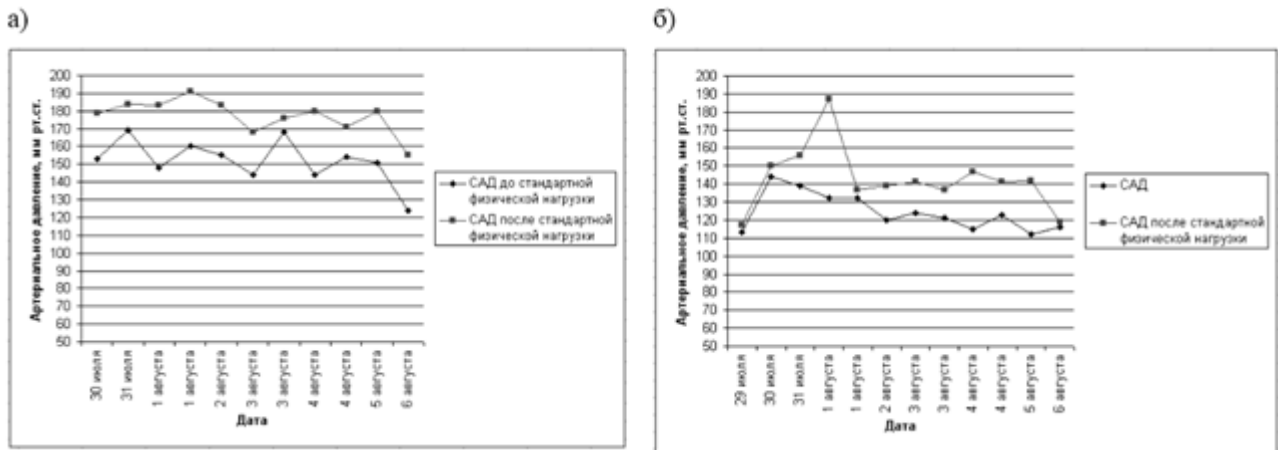 а)
200
190
180
170
160
150
140
130
120
110
100
90
80
70
60
50
Артериальное давление, мм рт.ст.
30 июля
31 июля
1 августа
1 августа
2 августа
3 августа
3 августа
4 августа
4 августа
5 августа
6 августа
Дата
САД до стандартной
физической нагрузки
САД после стандартной
физической нагрузки
б)
200
190
180
170
160
150
140
130
120
110
100
90
80
70
60
50
Артериальное давление, мм рт.ст.
29 июля
30 июля
31 июля
1 августа
1 августа
2 августа
3 августа
3 августа
4 августа
4 августа
5 августа
6 августа
Дата
САД
САД после стандартной
физической нагрузки